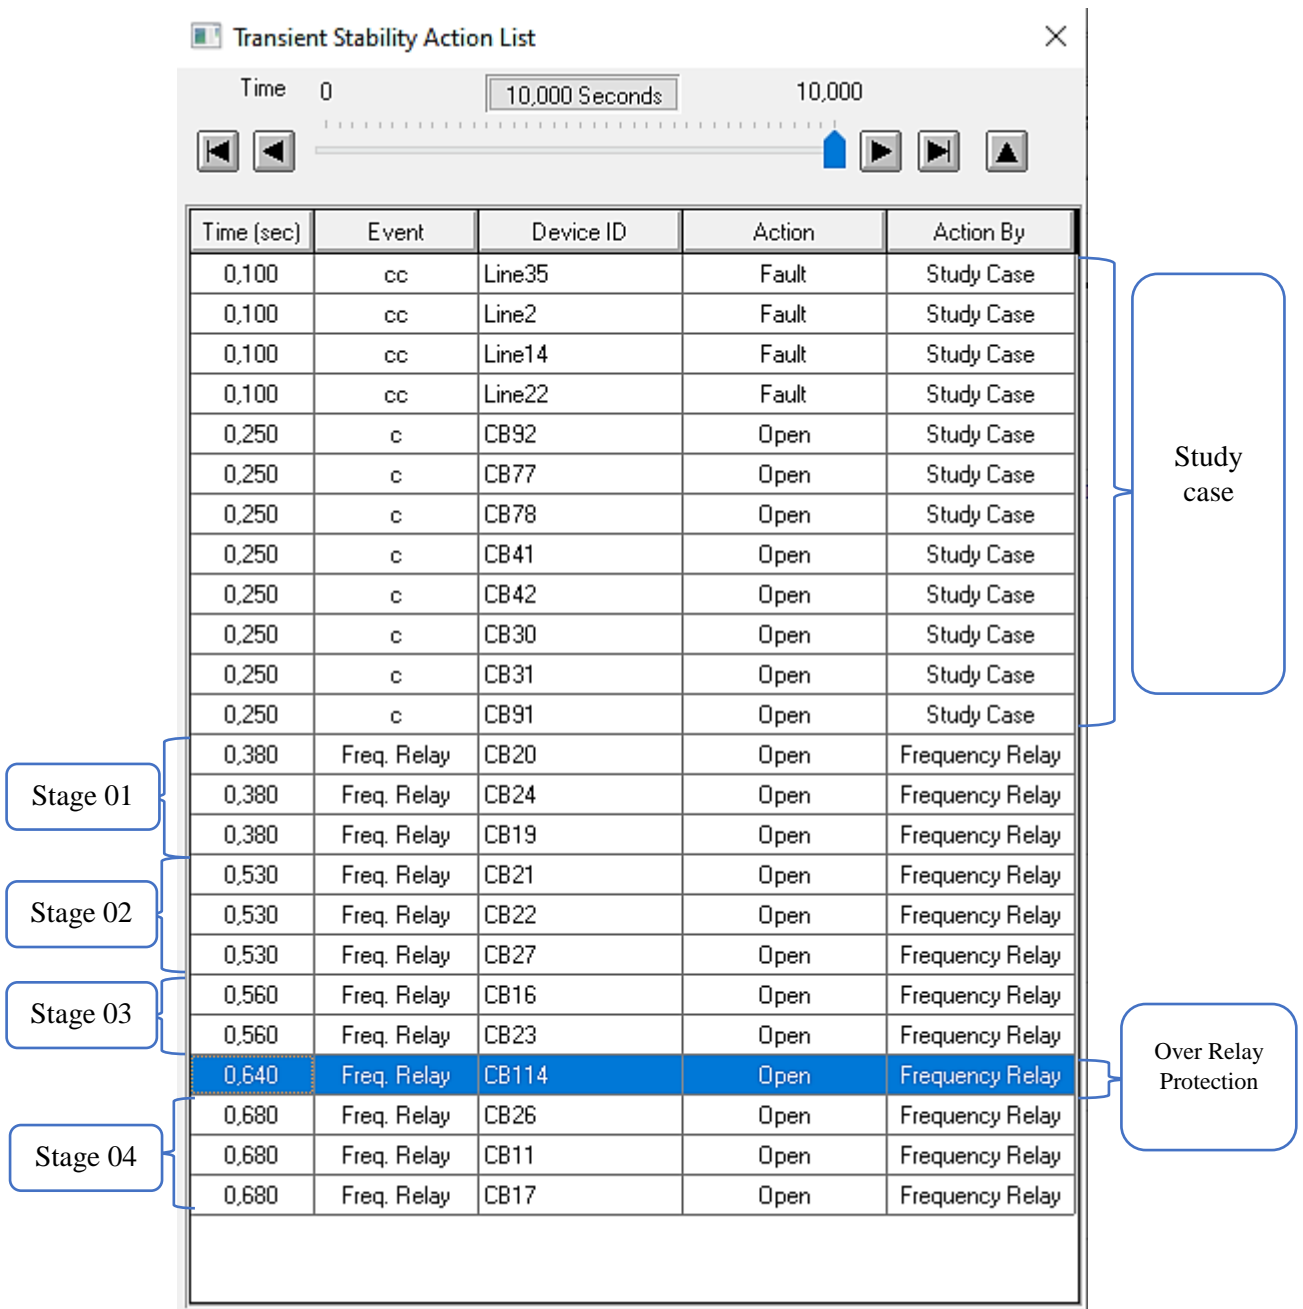 Transient Stability Action List
Time 0 10,000 Seconds 10,000
Time (sec) Event Device ID Action Action By
0,100 cc Line35 Fault Study Case
0,100 cc Line2 Fault Study Case
0,100 cc Line14 Fault Study Case
0,100 cc Line22 Fault Study Case
0,250 c CB92 Open Study Case
0,250 c CB77 Open Study Case
0,250 c CB78 Open Study Case
0,250 c CB41 Open Study Case
0,250 c CB42 Open Study Case
0,250 c CB30 Open Study Case
0,250 c CB31 Open Study Case
0,250 c CB91 Open Study Case
0,380 Freq. Relay CB20 Open Frequency Relay
0,380 Freq. Relay CB24 Open Frequency Relay
0,380 Freq. Relay CB19 Open Frequency Relay
0,530 Freq. Relay CB21 Open Frequency Relay
0,530 Freq. Relay CB22 Open Frequency Relay
0,530 Freq. Relay CB27 Open Frequency Relay
0,560 Freq. Relay CB16 Open Frequency Relay
0,560 Freq. Relay CB23 Open Frequency Relay
0,640 Freq. Relay CB114 Open Frequency Relay
0,680 Freq. Relay CB26 Open Frequency Relay
0,680 Freq. Relay CB11 Open Frequency Relay
0,680 Freq. Relay CB17 Open Frequency Relay
Study
case
Stage 01
Stage 02
Stage 03
Over Relay
Protection
Stage 04